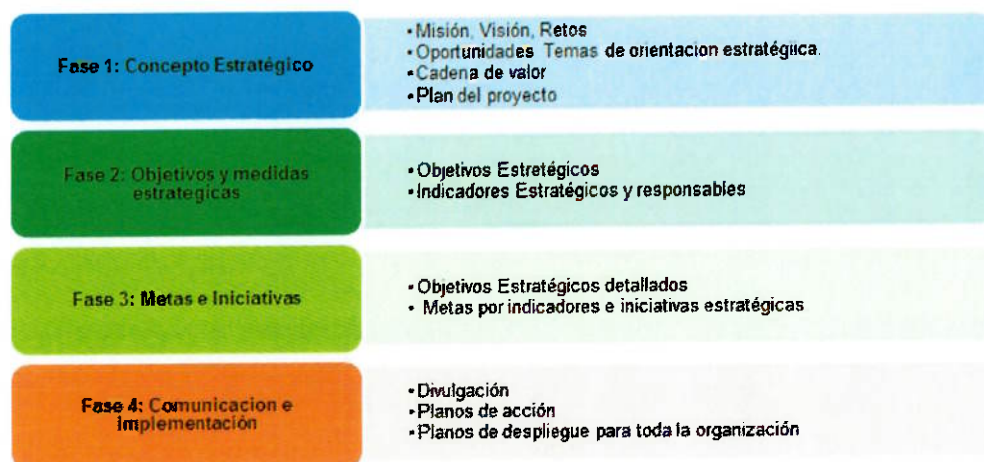 Fase 1: Concepto Estratégico
• Misión, Visión, Retos
• Oportunidades Temas de orientacion estratégiica.
• Cadena de valor
• Plan del proyecto
Fase 2: Objetivos y medidas
estrategicas
• Objetivos Estretégicos
• Indicadores Estratégicos y responsables
Fase 3: Metas e Iniciativas
• Objetivos Estratégicos detallados
• Metas por indicadores e iniciativas estratégicas
Fase 4: Comunicacion e
Implementación
• Divulgación
• Planos de acción
• Planos de despliegue para toda la organización